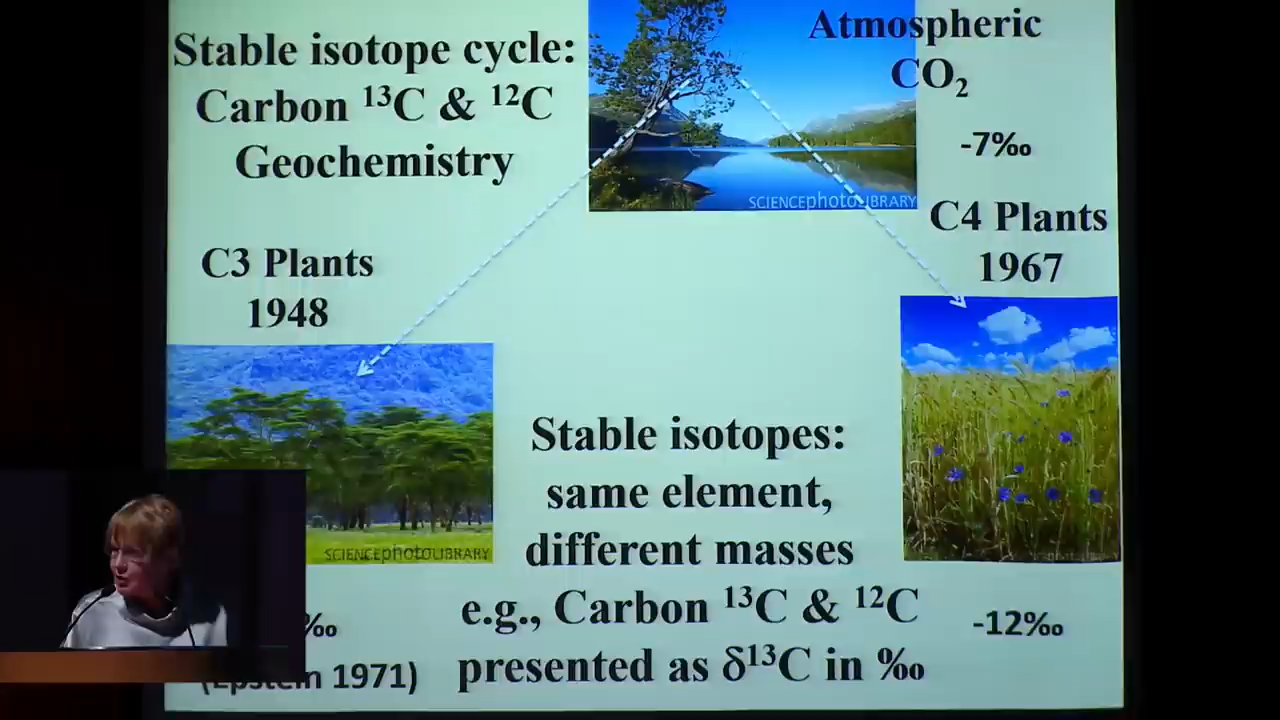 Stable isotope cycle:
Carbon ¹³C & ¹²C
Geochemistry
Atmospheric
CO₂
-7‰
SCIENCEphotoLIBRARY
C3 Plants
1948
C4 Plants
1967
SCIENCEphotoLIBRARY
Stable isotopes:
same element,
different masses
e.g., Carbon ¹³C & ¹²C
presented as δ¹³C in ‰
‰
(Epstein 1971)
-12‰